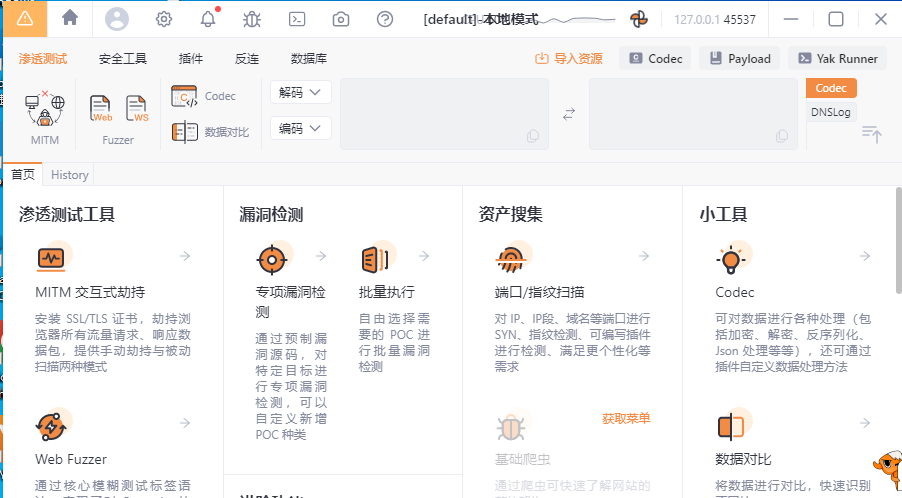 [default]-本地模式
127.0.0.1 45537
渗透测试 安全工具 插件 反连 数据库 导入资源 Codec Payload Yak Runner
MITM
Web
WS
Fuzzer
Codec
数据对比
解码
编码
Codec
DNSLog
首页 History
渗透测试工具
MITM 交互式劫持
安装 SSL/TLS 证书，劫持浏
览器所有流量请求、响应数
据包，提供手动劫持与被动
扫描两种模式
Web Fuzzer
通过核心模糊测试标签语
漏洞检测
专项漏洞检
测
通过预制漏
洞源码，对
特定目标进
行专项漏洞
检测，可以
自定义新增
POC 种类
批量执行
自由选择需
要的 POC 进
行批量漏洞
检测
资产搜集
端口/指纹扫描
对 IP、IP段、域名等端口进行
SYN、指纹检测、可编写插件
进行检测、满足更个性化等
需求
获取菜单
基础爬虫
通过爬虫可快速了解网站的
小工具
Codec
可对数据进行各种处理（包
括加密、解密、反序列化、
Json 处理等等），还可通过
插件自定义数据处理方法
数据对比
将数据进行对比，快速识别